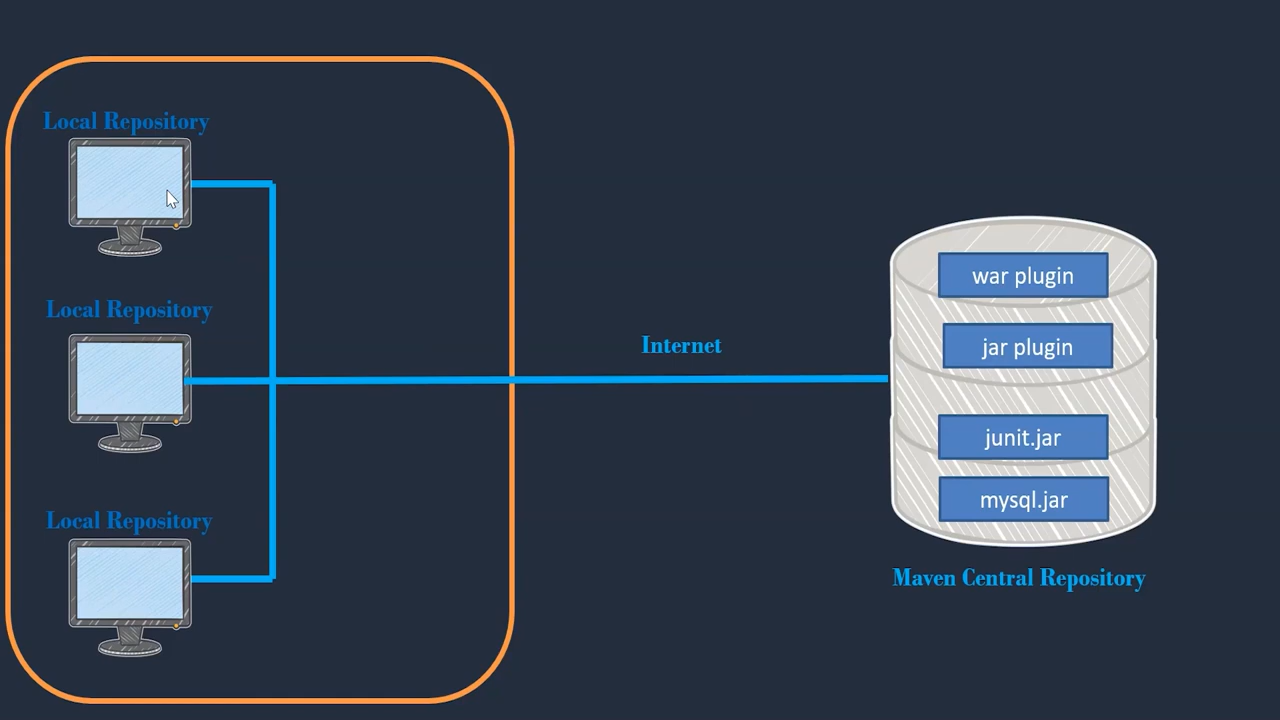 Local Repository
Local Repository
Local Repository
Internet
war plugin
jar plugin
junit.jar
mysql.jar
Maven Central Repository